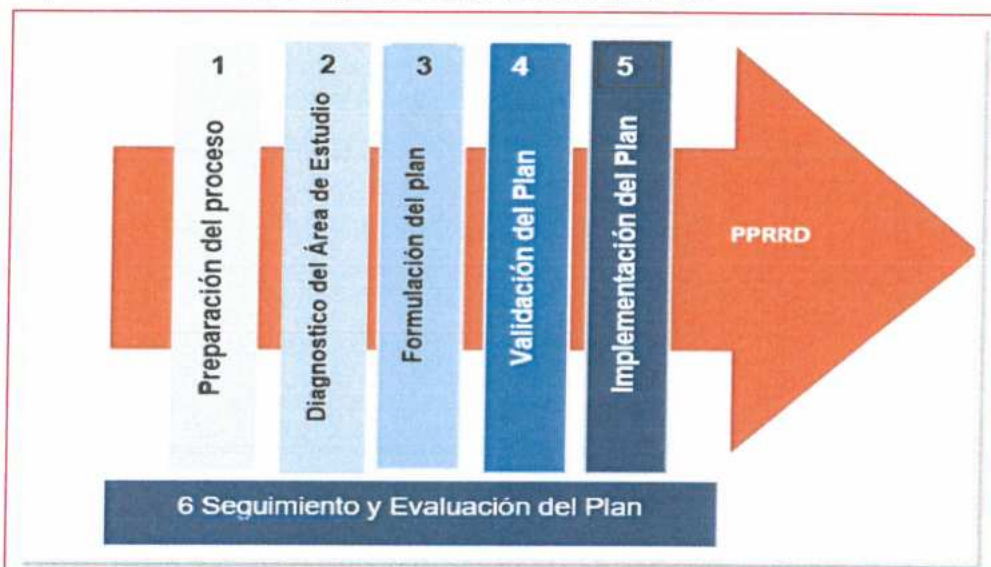 1
Preparación del proceso
2
Diagnostico del Área de Estudio
3
Formulación del plan
4
Validación del Plan
5
Implementación del Plan
PPRRD
6 Seguimiento y Evaluación del Plan